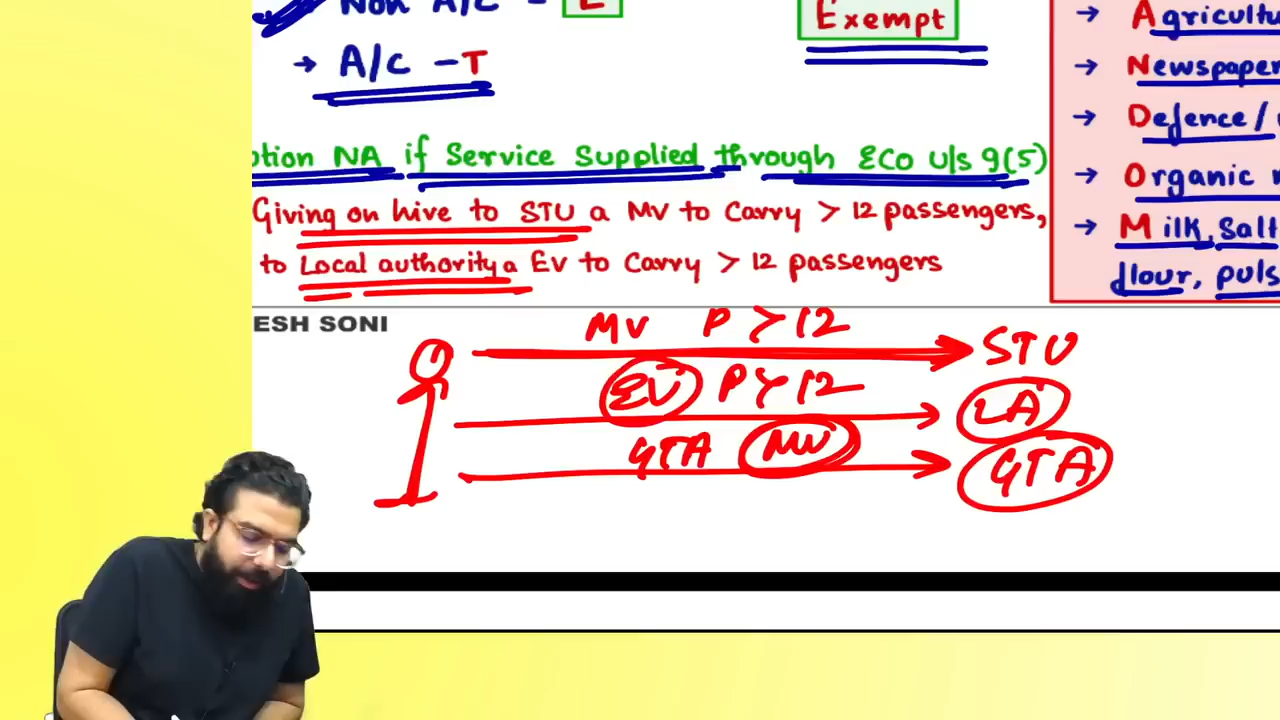 Non A/C - E
→ A/C - T
Exempt
ption NA if Service Supplied through ECO u/s 9(5))
Giving on hire to STU a MV to Carry > 12 passengers,
to Local authority a EV to Carry > 12 passengers
→ Agricultu
→ Newspaper
→ Defence/
→ Organic
→ Milk, Salt
flour, puls
ESH SONI
MV P > 12 STU
EV P > 12 LA
GTA MV GTA